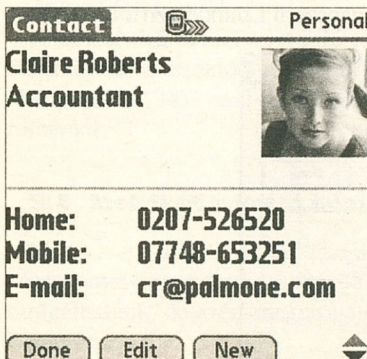 Contact Personal
Claire Roberts
Accountant
Home: 0207-526520
Mobile: 07748-653251
E-mail: cr@palmone.com
Done Edit New